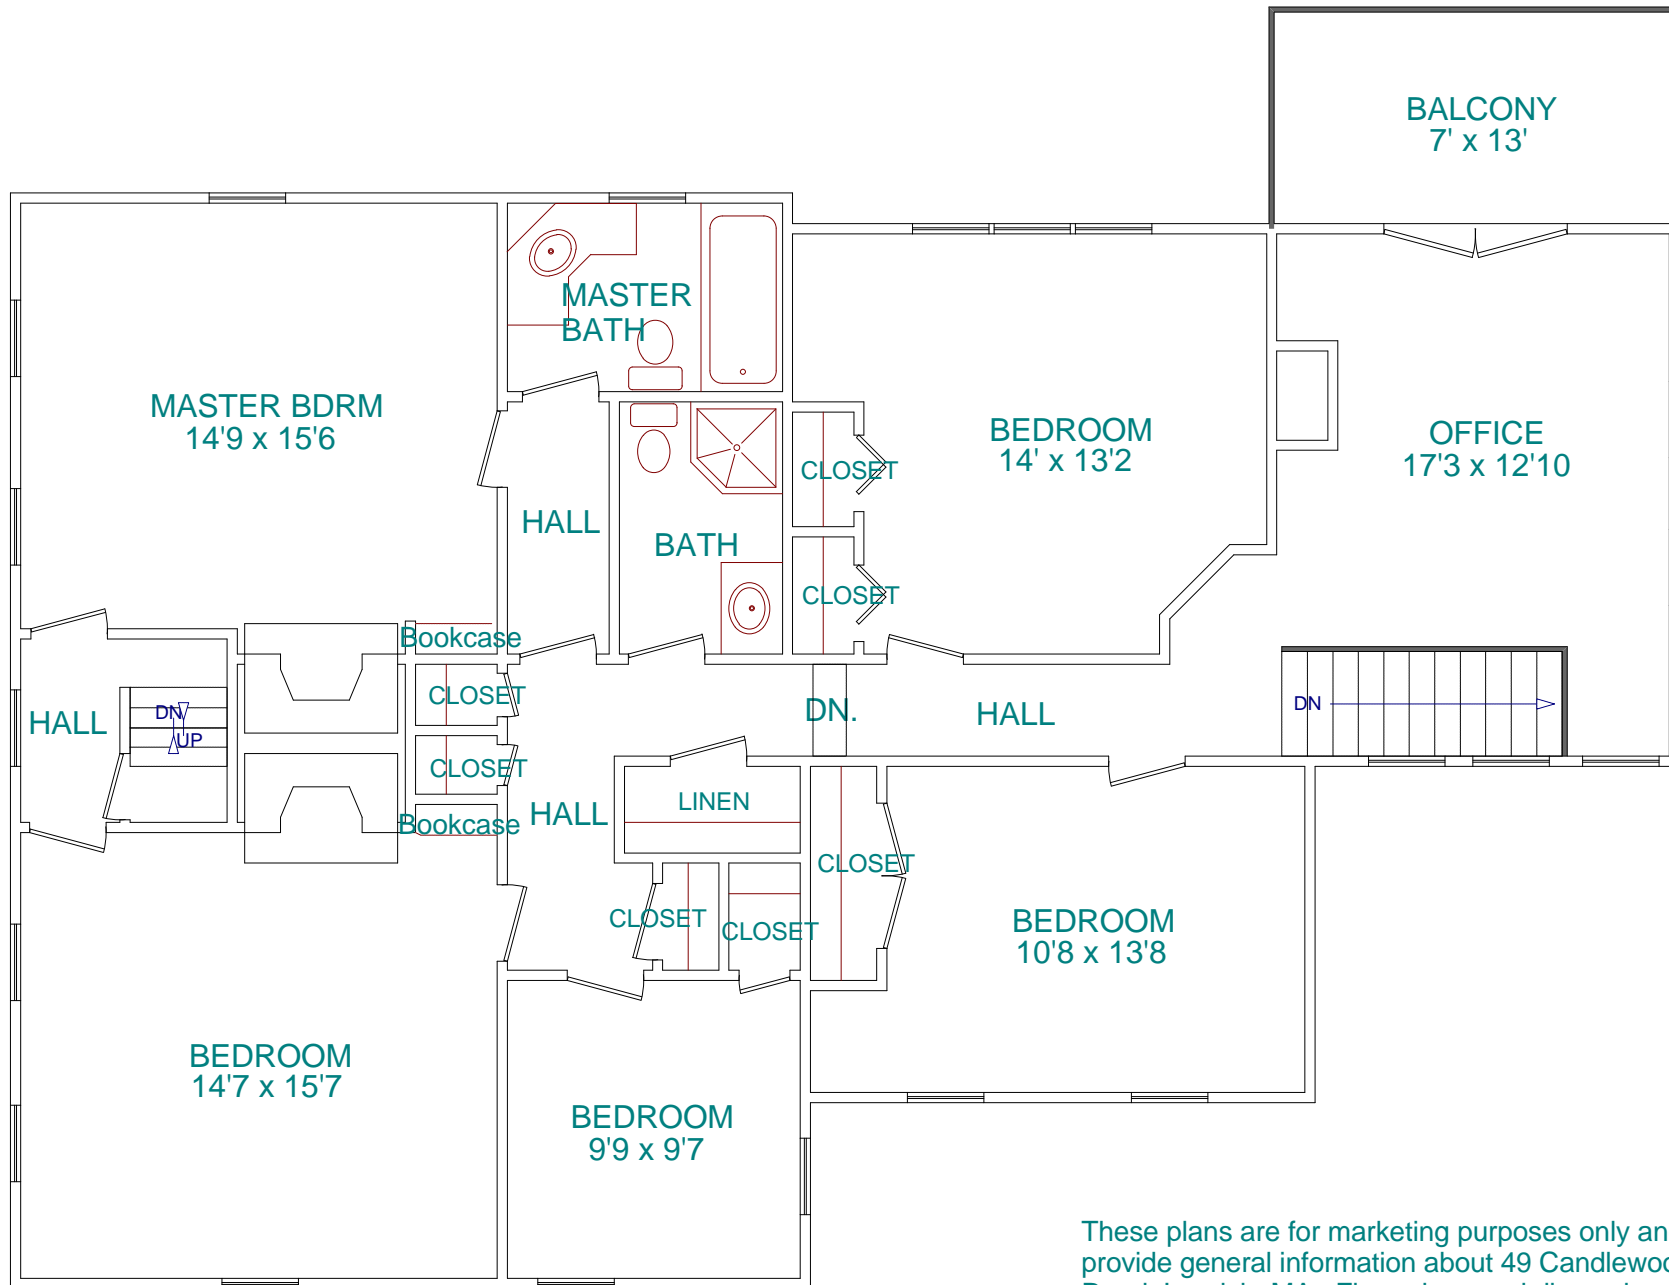 BALCONY
7' x 13'
MASTER
BATH
MASTER BDRM
14'9 x 15'6
BEDROOM
14' x 13'2
OFFICE
17'3 x 12'10
CLOSET
HALL
BATH
CLOSET
Bookcase
CLOSET
HALL
DN
UP
DN.
HALL
DN
CLOSET
LINEN
HALL
Bookcase
CLOSET
CLOSET
CLOSET
BEDROOM
10'8 x 13'8
BEDROOM
14'7 x 15'7
BEDROOM
9'9 x 9'7
These plans are for marketing purposes only an
provide general information about 49 Candlewoo